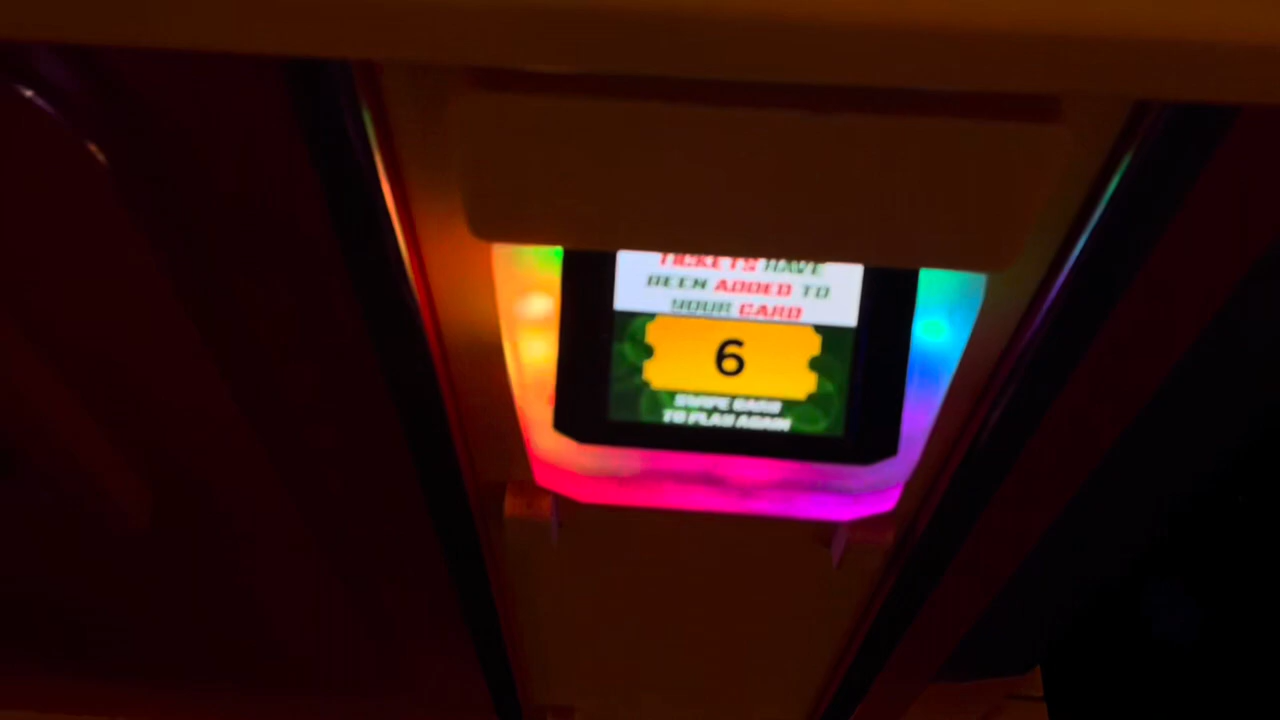 TICKETS HAVE
BEEN ADDED TO
YOUR CARD
6
SWIPE CARD
TO PLAY AGAIN